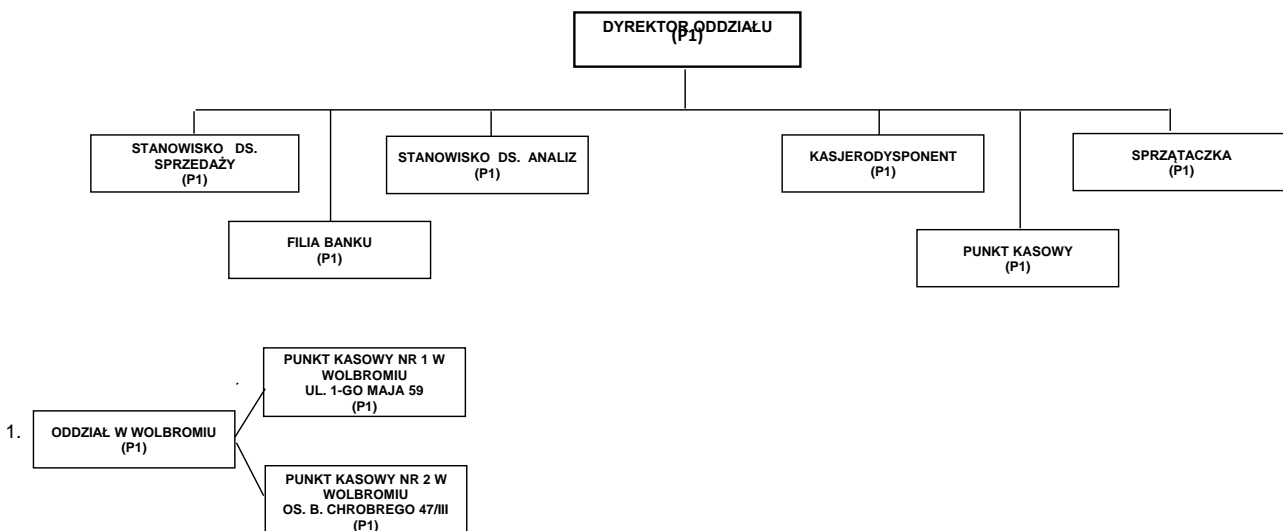 DYREKTOR ODDZIAŁU
(P1)
STANOWISKO DS.
SPRZEDAŻY
(P1)
STANOWISKO DS. ANALIZ
(P1)
KASJERODYSPONENT
(P1)
SPRZĄTACZKA
(P1)
FILIA BANKU
(P1)
PUNKT KASOWY
(P1)
1.
ODDZIAŁ W WOLBROMIU
(P1)
PUNKT KASOWY NR 1 W
WOLBROMIU
UL. 1-GO MAJA 59
(P1)
PUNKT KASOWY NR 2 W
WOLBROMIU
OS. B. CHROBREGO 47/III
(P1)